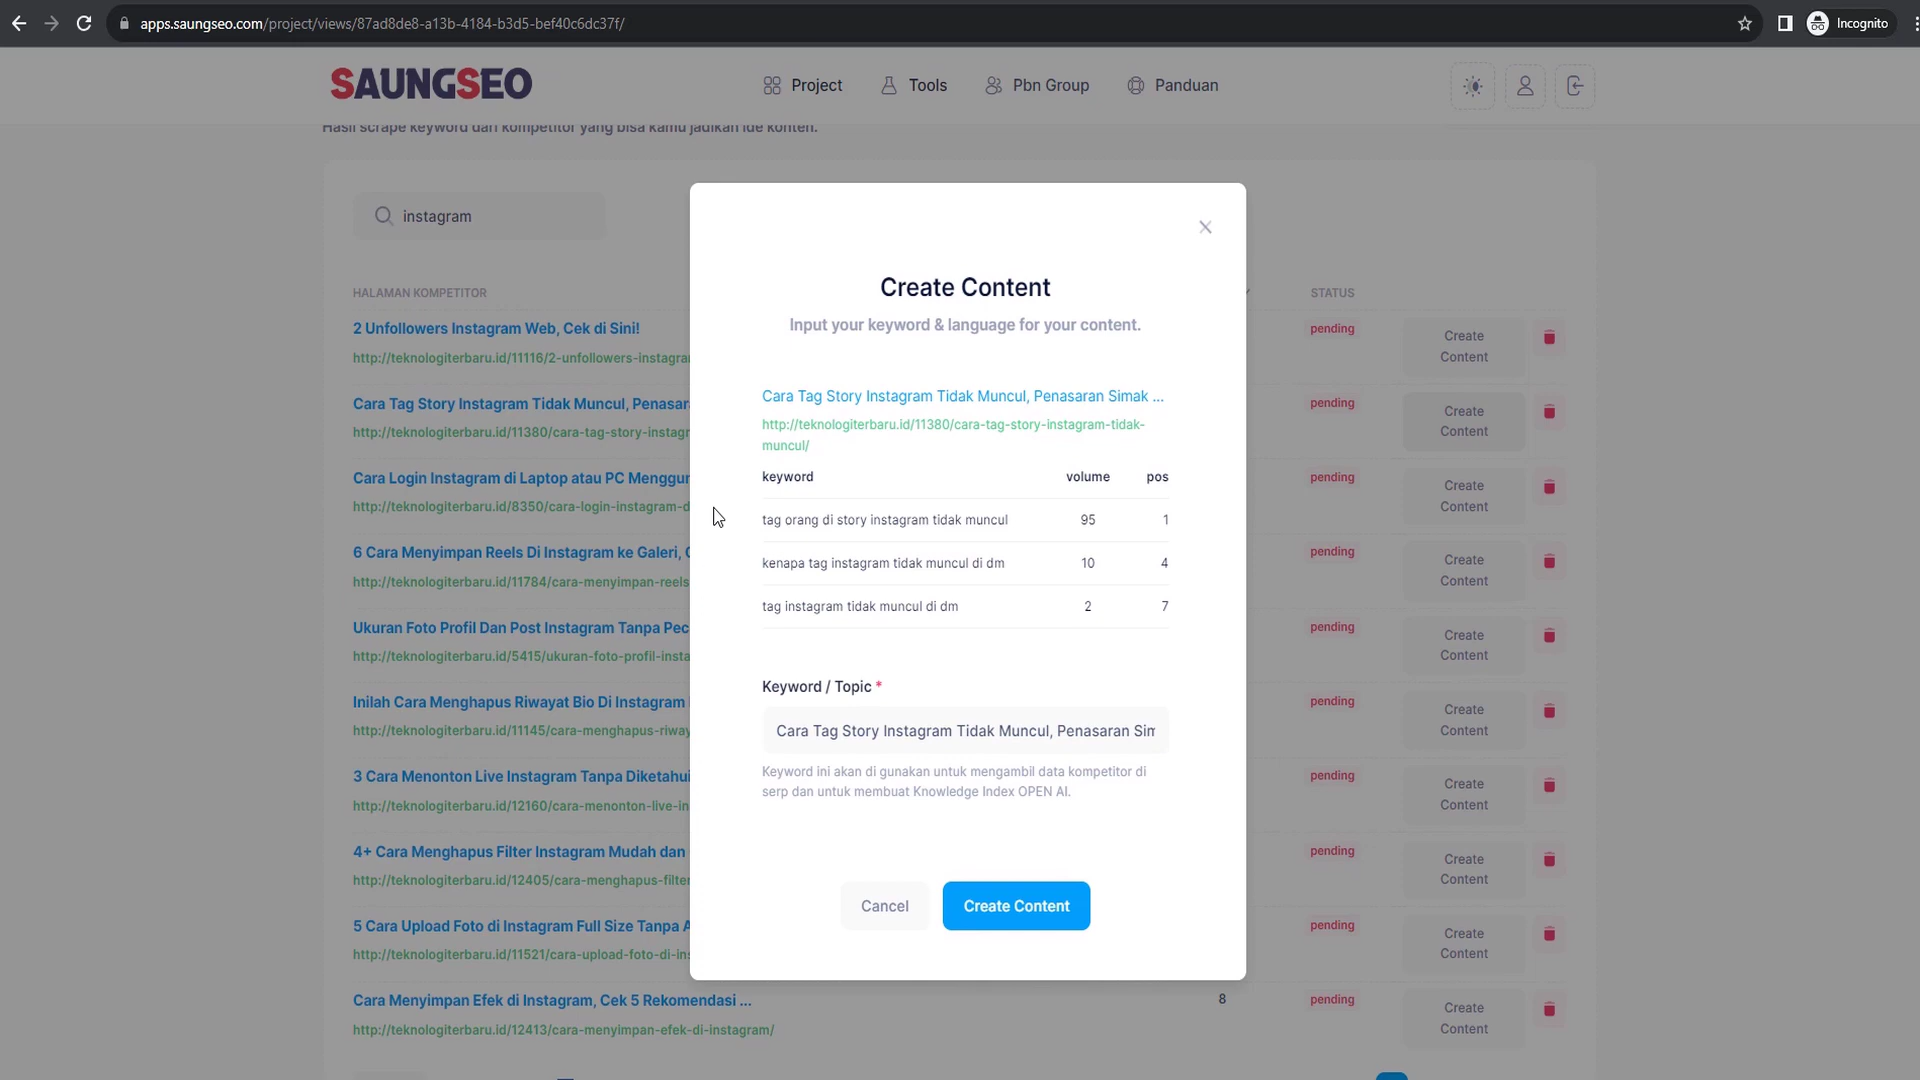 apps.saungseo.com/project/views/87ad8de8-a13b-4184-b3d5-bef40c6dc37f/
Incognito
SAUNGSEO
Project
Tools
Pbn Group
Panduan
Hasil scrape keyword dari kompetitor yang bisa kamu jadikan ide konten.
instagram
HALAMAN KOMPETITOR
STATUS
2 Unfollowers Instagram Web, Cek di Sini!
http://teknologiterbaru.id/11116/2-unfollowers-instagra
pending
Create
Content
Cara Tag Story Instagram Tidak Muncul, Penasar
http://teknologiterbaru.id/11380/cara-tag-story-instagr
pending
Create
Content
Cara Login Instagram di Laptop atau PC Menggu
http://teknologiterbaru.id/8350/cara-login-instagram-d
pending
Create
Content
6 Cara Menyimpan Reels Di Instagram ke Galeri,
http://teknologiterbaru.id/11784/cara-menyimpan-reels
pending
Create
Content
Ukuran Foto Profil Dan Post Instagram Tanpa Pec
http://teknologiterbaru.id/5415/ukuran-foto-profil-insta
pending
Create
Content
Inilah Cara Menghapus Riwayat Bio Di Instagram
http://teknologiterbaru.id/11145/cara-menghapus-riway
pending
Create
Content
3 Cara Menonton Live Instagram Tanpa Diketahui
http://teknologiterbaru.id/12160/cara-menonton-live-in
pending
Create
Content
4+ Cara Menghapus Filter Instagram Mudah dan
http://teknologiterbaru.id/12405/cara-menghapus-filter
pending
Create
Content
5 Cara Upload Foto di Instagram Full Size Tanpa A
http://teknologiterbaru.id/11521/cara-upload-foto-di-ins
pending
Create
Content
Cara Menyimpan Efek di Instagram, Cek 5 Rekomendasi ...
http://teknologiterbaru.id/12413/cara-menyimpan-efek-di-instagram/
8
pending
Create
Content
Create Content
Input your keyword & language for your content.
Cara Tag Story Instagram Tidak Muncul, Penasaran Simak ...
http://teknologiterbaru.id/11380/cara-tag-story-instagram-tidak-
muncul/
keyword volume pos
tag orang di story instagram tidak muncul 95 1
kenapa tag instagram tidak muncul di dm 10 4
tag instagram tidak muncul di dm 2 7
Keyword / Topic *
Cara Tag Story Instagram Tidak Muncul, Penasaran Sim
Keyword ini akan di gunakan untuk mengambil data kompetitor di
serp dan untuk membuat Knowledge Index OPEN AI.
Cancel
Create Content